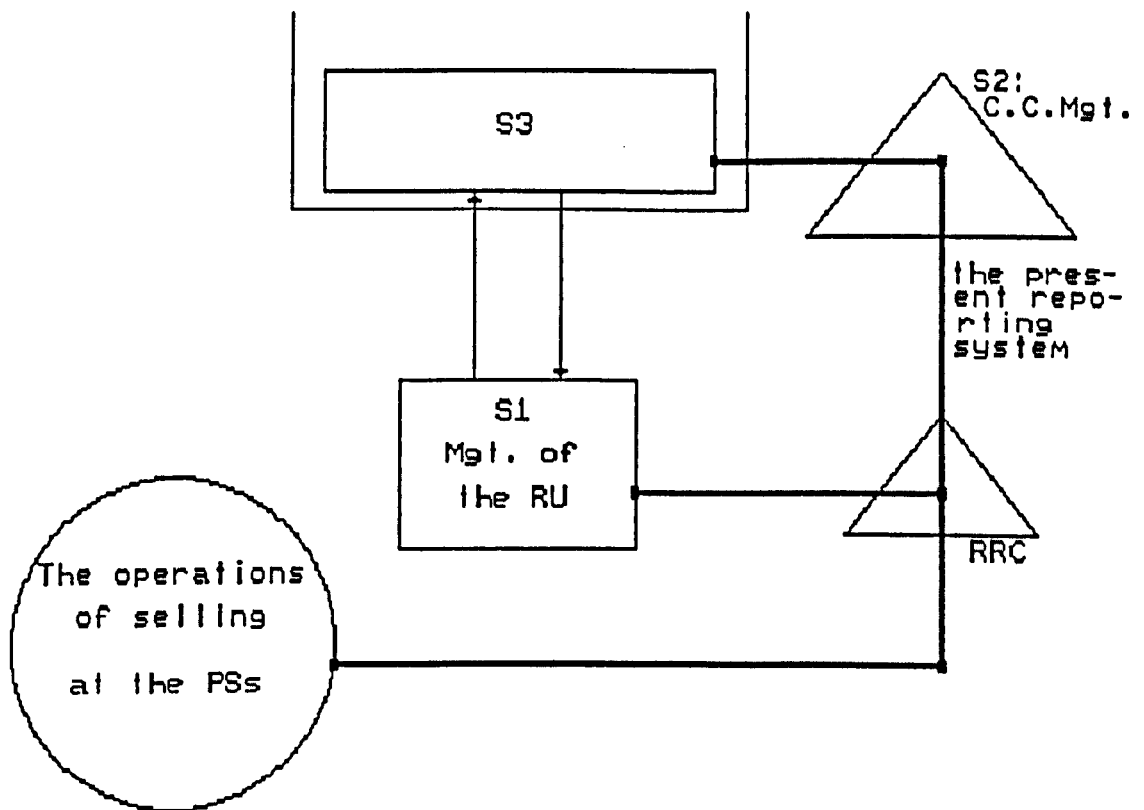 S3
S2:
C.C.Mgt.
the pres-
ent repo-
rting
system
S1
Mgt. of
the RU
RRC
The operations
of selling
at the PSs